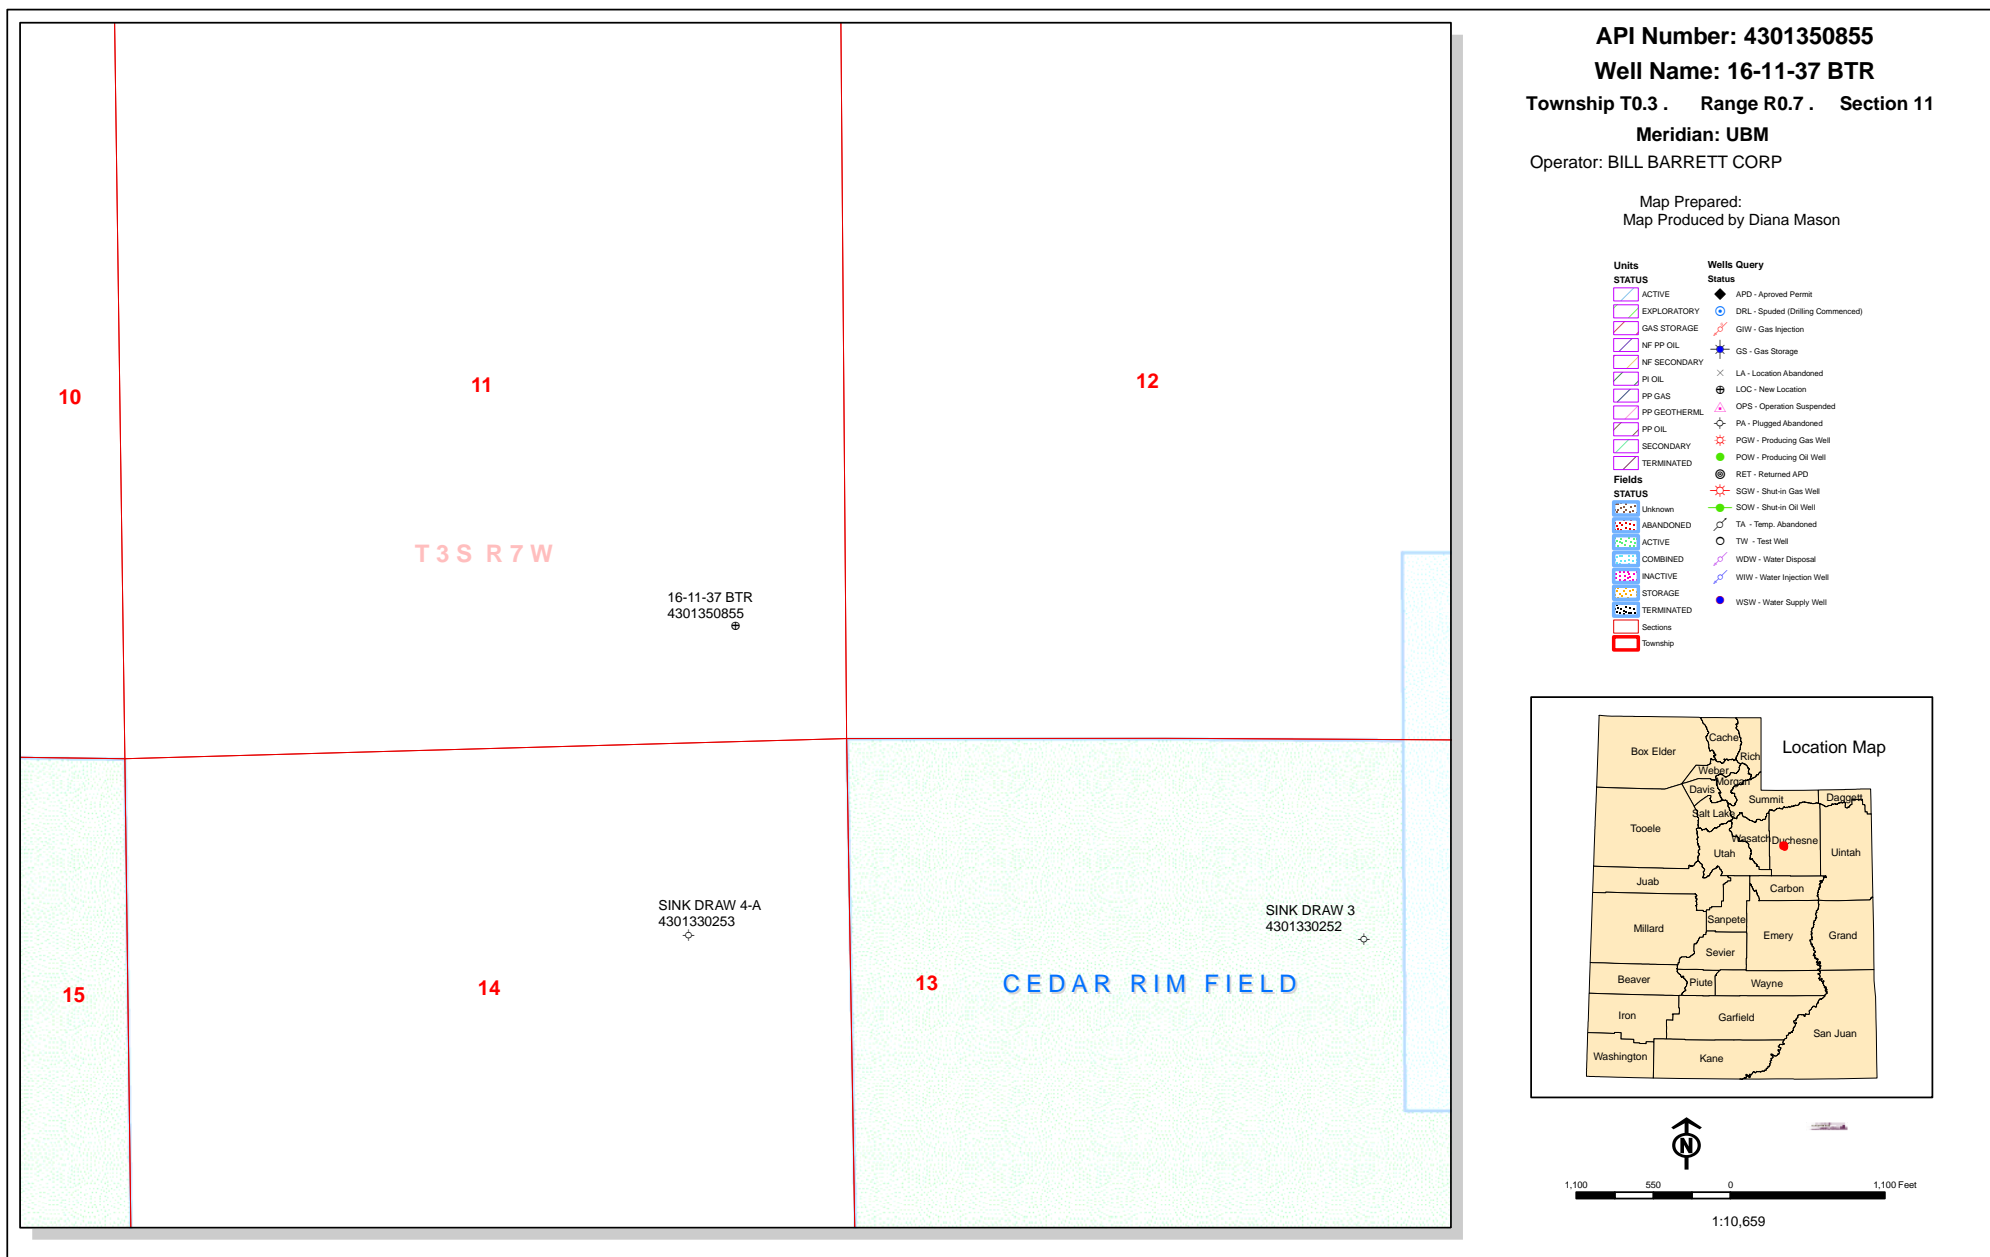 API Number: 4301350855
Well Name: 16-11-37 BTR
Township T0.3 . Range R0.7 . Section 11
Meridian: UBM
Operator: BILL BARRETT CORP
Map Prepared:
Map Produced by Diana Mason
Units
STATUS
ACTIVE
EXPLORATORY
GAS STORAGE
NF PP OIL
NF SECONDARY
PI OIL
PP GAS
PP GEOTHERML
PP OIL
SECONDARY
TERMINATED
Fields
STATUS
Unknown
ABANDONED
ACTIVE
COMBINED
INACTIVE
STORAGE
TERMINATED
Sections
Township
Wells Query
Status
APD - Aproved Permit
DRL - Spuded (Drilling Commenced)
GIW - Gas Injection
GS - Gas Storage
LA - Location Abandoned
LOC - New Location
OPS - Operation Suspended
PA - Plugged Abandoned
PGW - Producing Gas Well
POW - Producing Oil Well
RET - Returned APD
SGW - Shut-in Gas Well
SOW - Shut-in Oil Well
TA - Temp. Abandoned
TW - Test Well
WDW - Water Disposal
WIW - Water Injection Well
WSW - Water Supply Well
10
11
12
T3S R7W
16-11-37 BTR
4301350855
SINK DRAW 4-A
4301330253
SINK DRAW 3
4301330252
15
14
13
CEDAR RIM FIELD
Location Map
Box Elder
Cache
Rich
Weber
Morgan
Davis
Summit
Daggett
Salt Lake
Tooele
Wasatch
Duchesne
Utah
Uintah
Juab
Carbon
Sanpete
Millard
Emery
Grand
Sevier
Beaver
Piute
Wayne
Iron
Garfield
San Juan
Washington
Kane
N
1,100 550 0 1,100 Feet
1:10,659